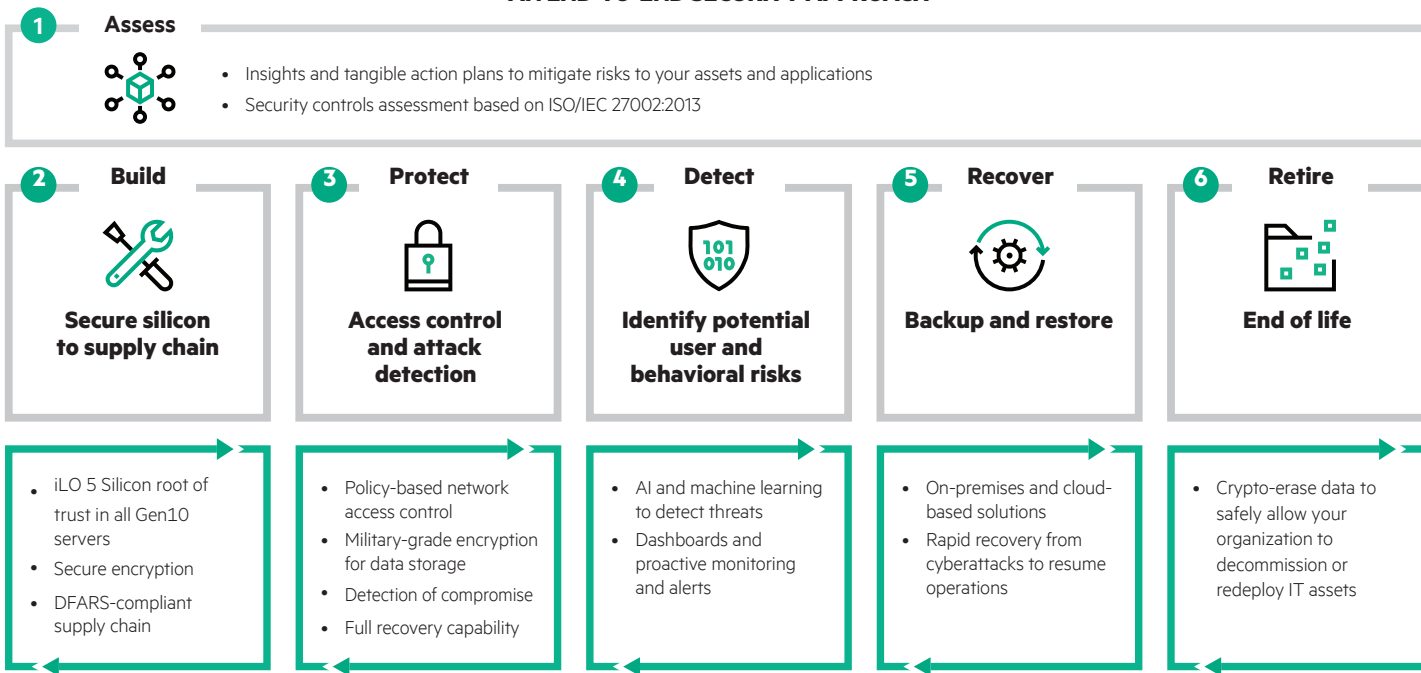 AN END-TO-END SECURITY APPROACH
1
Assess
• Insights and tangible action plans to mitigate risks to your assets and applications
• Security controls assessment based on ISO/IEC 27002:2013
2
Build
Secure silicon
to supply chain
• iLO 5 Silicon root of
trust in all Gen10
servers
• Secure encryption
• DFARS-compliant
supply chain
3
Protect
Access control
and attack
detection
• Policy-based network
access control
• Military-grade encryption
for data storage
• Detection of compromise
• Full recovery capability
4
Detect
101
010
Identify potential
user and
behavioral risks
• AI and machine learning
to detect threats
• Dashboards and
proactive monitoring
and alerts
5
Recover
Backup and restore
• On-premises and cloud-
based solutions
• Rapid recovery from
cyberattacks to resume
operations
6
Retire
End of life
• Crypto-erase data to
safely allow your
organization to
decommission or
redeploy IT assets